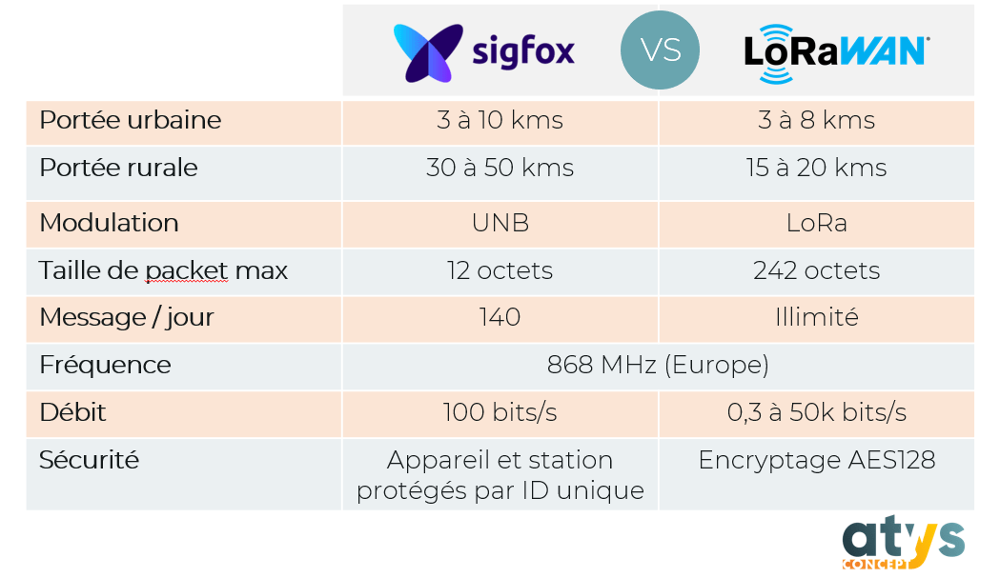 sigfox VS LoRaWAN
Portée urbaine 3 à 10 kms 3 à 8 kms
Portée rurale 30 à 50 kms 15 à 20 kms
Modulation UNB LoRa
Taille de packet max 12 octets 242 octets
Message / jour 140 Illimité
Fréquence 868 MHz (Europe)
Débit 100 bits/s 0,3 à 50k bits/s
Sécurité Appareil et station Encryptage AES128
protégés par ID unique
atys
CONCEPT